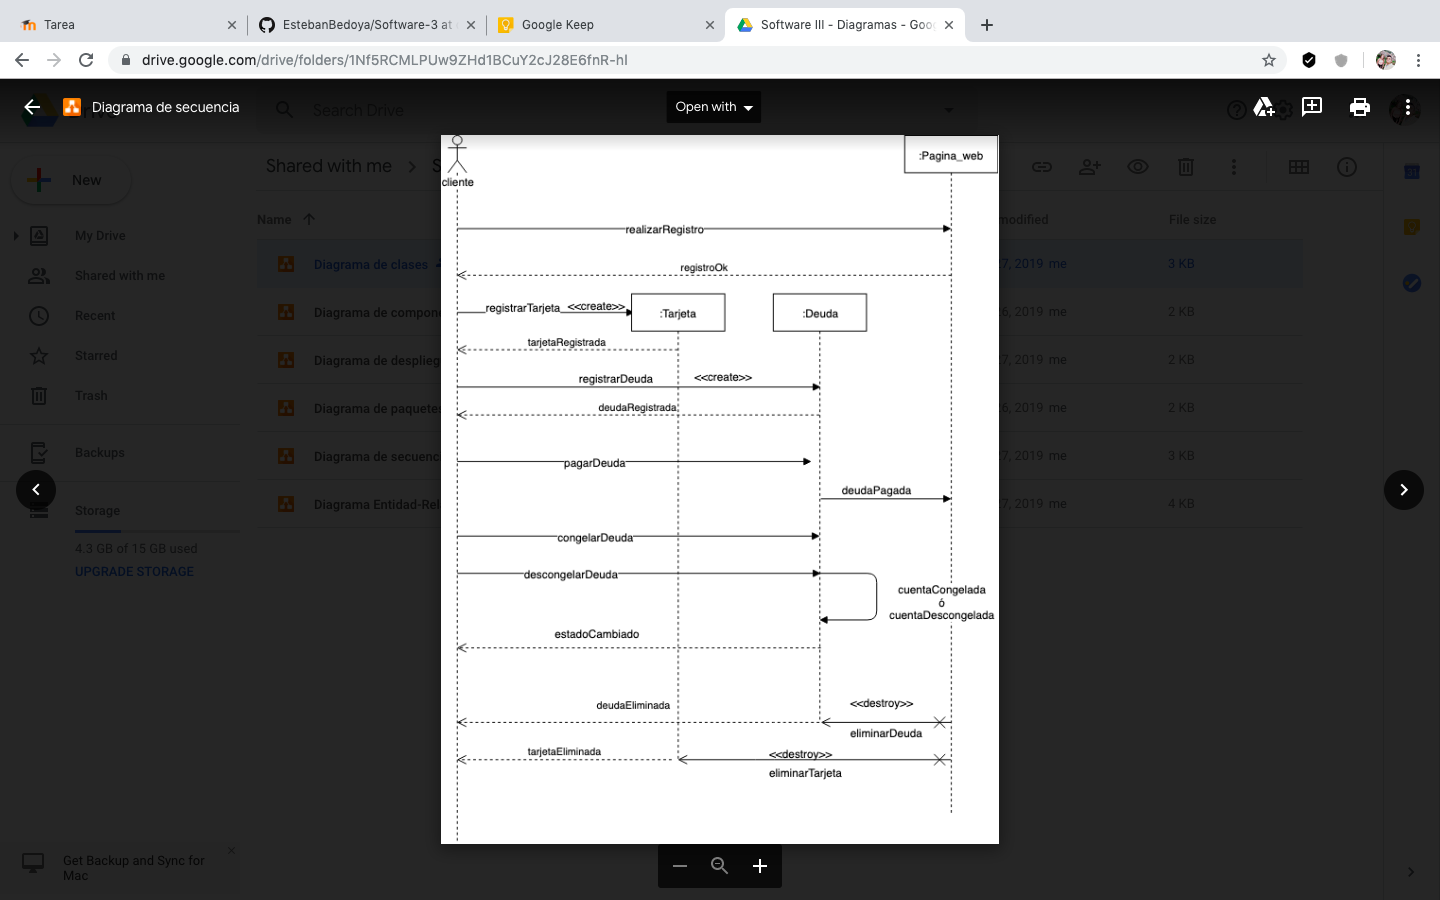 Tarea
EstebanBedoya/Software-3 at
Google Keep
Software III - Diagramas - Goo
drive.google.com/drive/folders/1Nf5RCMLPUw9ZHd1BCuY2cJ28E6fnR-hI
Diagrama de secuencia
Search Drive
Open with
New
Shared with me > S
Name
modified
File size
My Drive
Shared with me
Recent
Starred
Trash
Backups
Storage
4.3 GB of 15 GB used
UPGRADE STORAGE
Get Backup and Sync for
Mac
Diagrama de clases
7, 2019 me
3 KB
Diagrama de compon
6, 2019 me
2 KB
Diagrama de desplieg
7, 2019 me
2 KB
Diagrama de paquete
6, 2019 me
2 KB
Diagrama de secuenc
7, 2019 me
3 KB
Diagrama Entidad-Rel
7, 2019 me
4 KB
cliente
:Pagina_web
realizarRegistro
registroOk
registrarTarjeta
<<create>>
:Tarjeta
:Deuda
tarjetaRegistrada
registrarDeuda
<<create>>
deudaRegistrada
pagarDeuda
deudaPagada
congelarDeuda
descongelarDeuda
cuentaCongelada
ó
cuentaDescongelada
estadoCambiado
deudaEliminada
<<destroy>>
eliminarDeuda
tarjetaEliminada
<<destroy>>
eliminarTarjeta